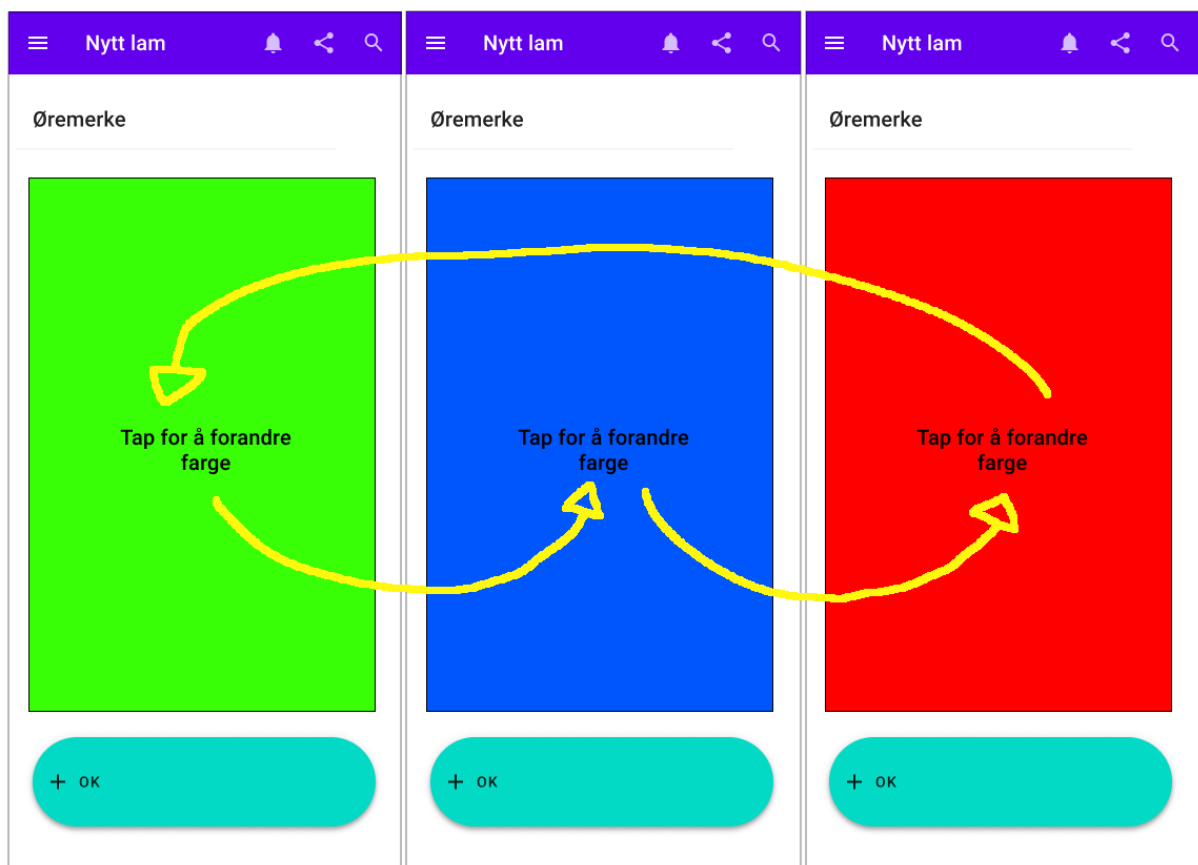 Nytt lam
Øremerke
Tap for å forandre
farge
+ OK
Nytt lam
Øremerke
Tap for å forandre
farge
+ OK
Nytt lam
Øremerke
Tap for å forandre
farge
+ OK